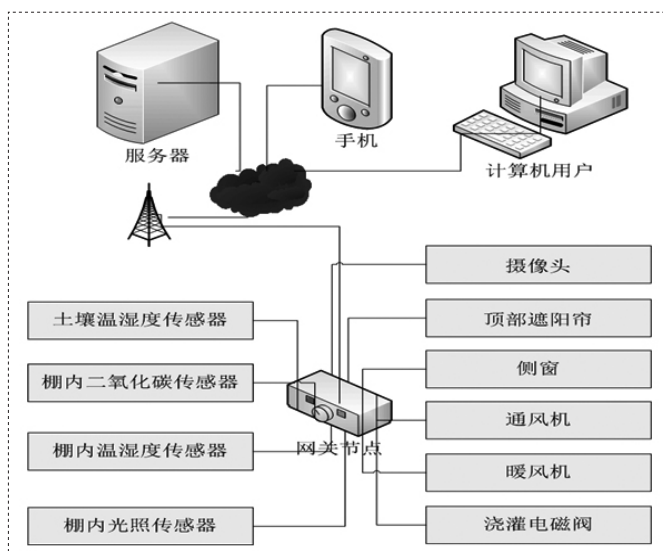 服务器
手机
计算机用户
摄像头
土壤温湿度传感器
顶部遮阳帘
棚内二氧化碳传感器
侧窗
网关节点
通风机
棚内温湿度传感器
暖风机
棚内光照传感器
浇灌电磁阀